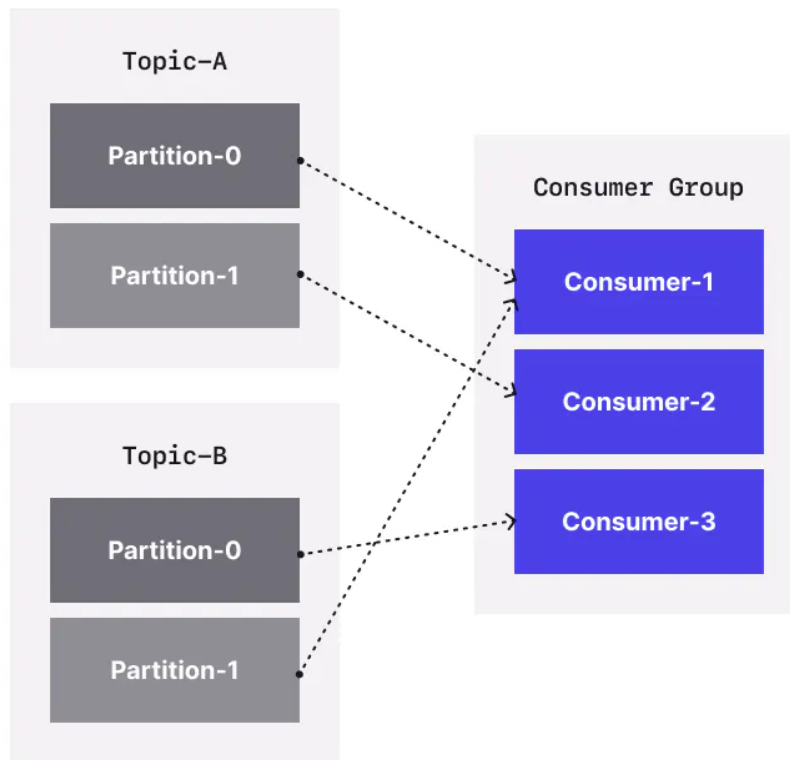 Topic-A
Partition-0
Partition-1
Topic-B
Partition-0
Partition-1
Consumer Group
Consumer-1
Consumer-2
Consumer-3